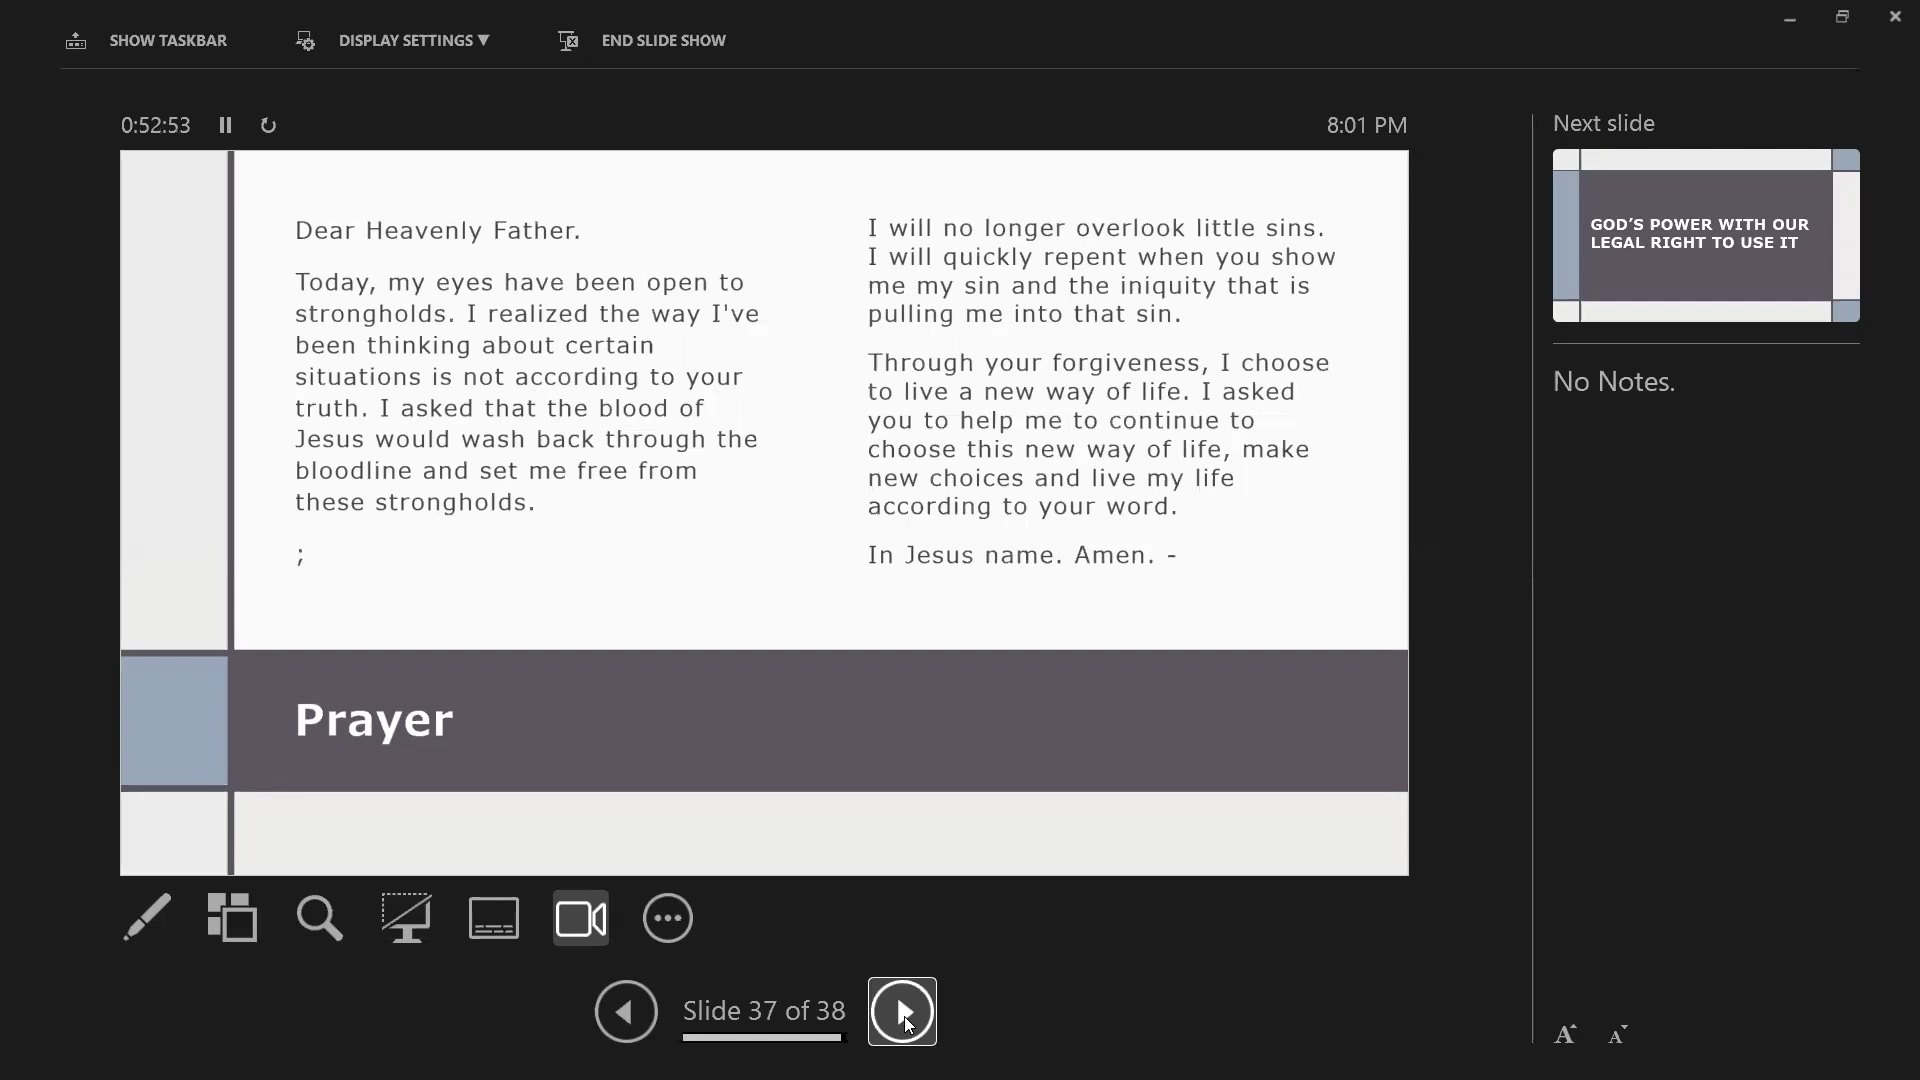 SHOW TASKBAR
DISPLAY SETTINGS ▼
END SLIDE SHOW
0:52:53
8:01 PM
Dear Heavenly Father.
Today, my eyes have been open to
strongholds. I realized the way I've
been thinking about certain
situations is not according to your
truth. I asked that the blood of
Jesus would wash back through the
bloodline and set me free from
these strongholds.
;
I will no longer overlook little sins.
I will quickly repent when you show
me my sin and the iniquity that is
pulling me into that sin.
Through your forgiveness, I choose
to live a new way of life. I asked
you to help me to continue to
choose this new way of life, make
new choices and live my life
according to your word.
In Jesus name. Amen. -
Prayer
Next slide
GOD’S POWER WITH OUR
LEGAL RIGHT TO USE IT
No Notes.
Slide 37 of 38
A A